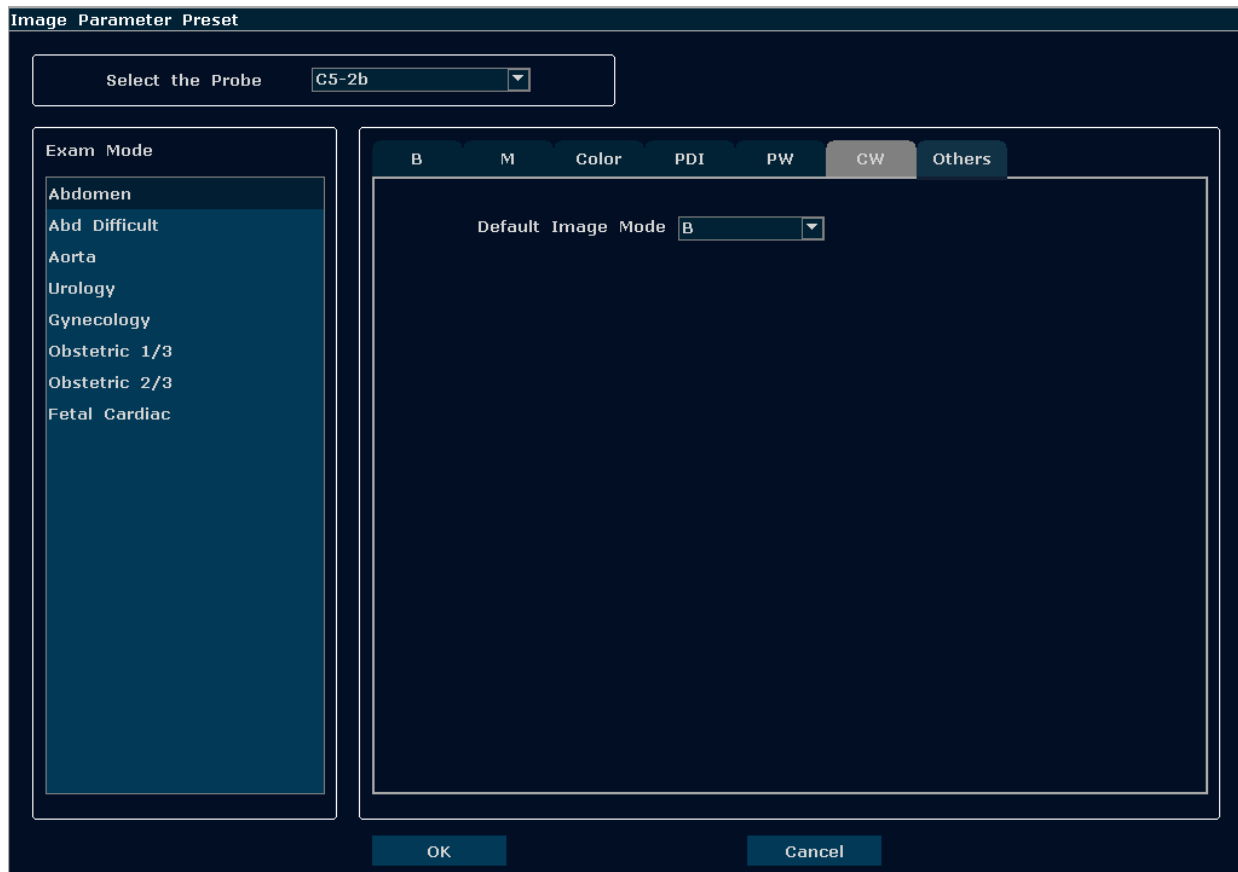 Image Parameter Preset
Select the Probe C5-2b
Exam Mode
B M Color PDI PW CW Others
Abdomen
Abd Difficult
Aorta
Urology
Gynecology
Obstetric 1/3
Obstetric 2/3
Fetal Cardiac
Default Image Mode B
OK Cancel